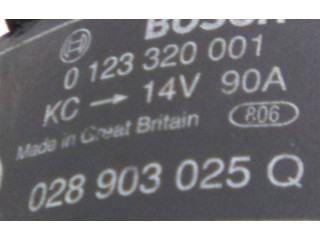 BOSCH
0 123 320 001
KC → 14V 90A
Made in Great Britain 806
028 903 025 Q